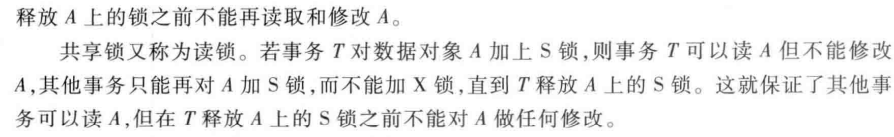 释放 A 上的锁之前不能再读取和修改 A。
共享锁又称为读锁。若事务 T 对数据对象 A 加上 S 锁,则事务 T 可以读 A 但不能修改
A,其他事务只能再对 A 加 S 锁,而不能加 X 锁,直到 T 释放 A 上的 S 锁。这就保证了其他事
务可以读 A,但在 T 释放 A 上的 S 锁之前不能对 A 做任何修改。